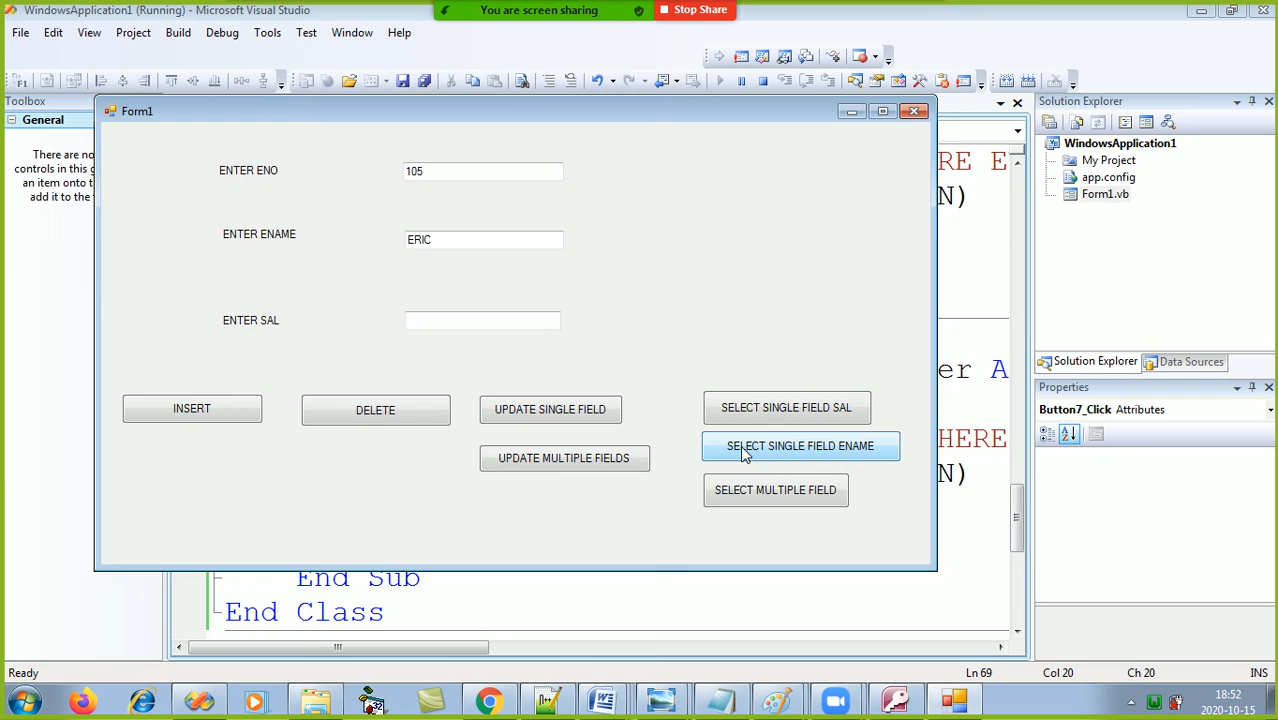 WindowsApplication1 (Running) - Microsoft Visual Studio
You are screen sharing
Stop Share
File Edit View Project Build Debug Tools Test Window Help
Toolbox
General
There are no
controls in this g
an item onto t
add it to the
Form1
ENTER ENO
105
ENTER ENAME
ERIC
ENTER SAL
INSERT
DELETE
UPDATE SINGLE FIELD
SELECT SINGLE FIELD SAL
SELECT SINGLE FIELD ENAME
UPDATE MULTIPLE FIELDS
SELECT MULTIPLE FIELD
RE E
N)
er A
HERE
N)
End Sub
End Class
Solution Explorer
WindowsApplication1
My Project
app.config
Form1.vb
Solution Explorer
Data Sources
Properties
Button7_Click Attributes
Ready
Ln 69
Col 20
Ch 20
INS
18:52
2020-10-15